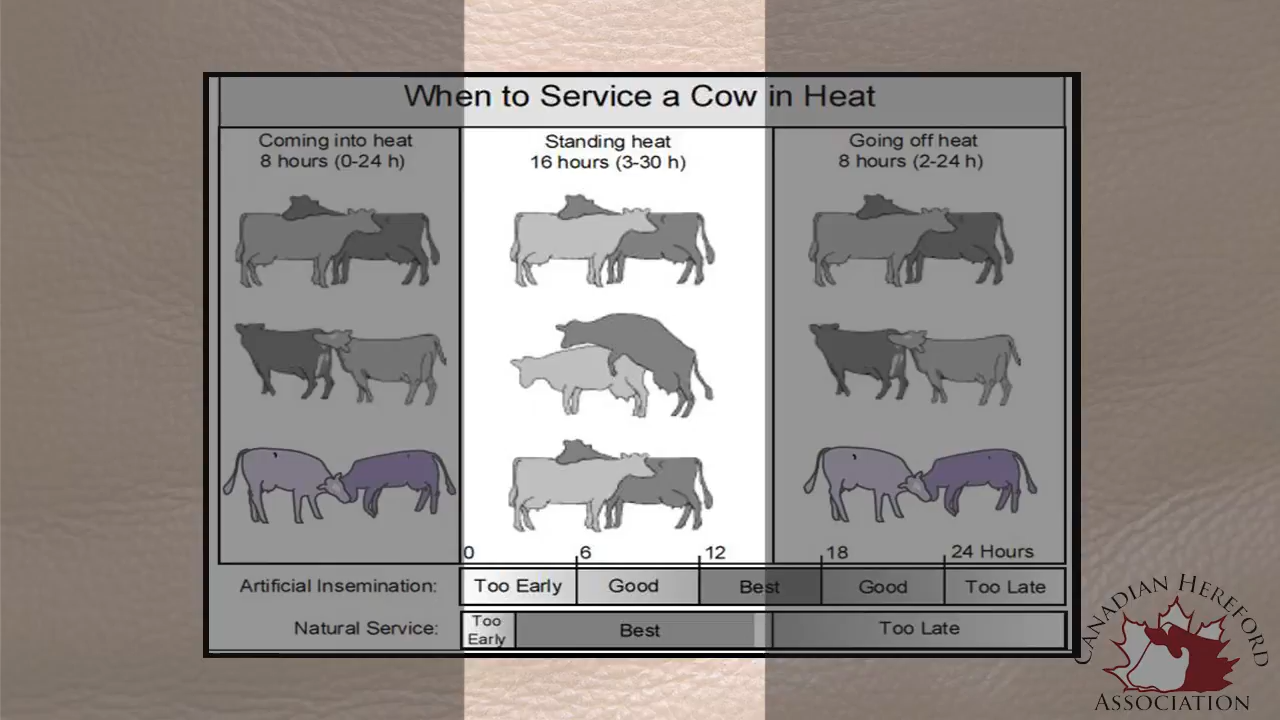 When to Service a Cow in Heat
Coming into heat
8 hours (0-24 h)
Standing heat
16 hours (3-30 h)
Going off heat
8 hours (2-24 h)
0 6 12 18 24 Hours
Artificial Insemination: Too Early Good Best Good Too Late
Natural Service: Too Early Best Too Late
CANADIAN HEREFORD
ASSOCIATION